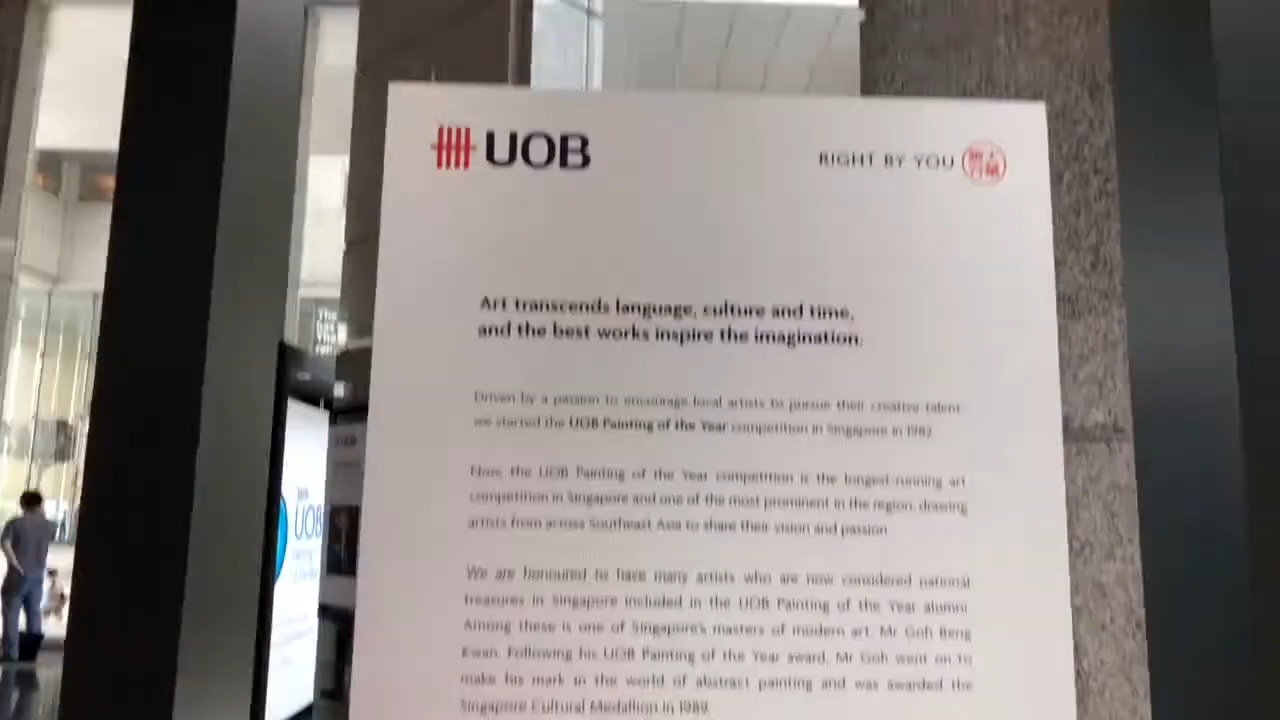 UOB
RIGHT BY YOU
Art transcends language, culture and time,
and the best works inspire the imagination.
Driven by a passion to encourage local artists to pursue their creative talent,
we started the UOB Painting of the Year competition in Singapore in 1982.
Now, the UOB Painting of the Year competition is the longest-running art
competition in Singapore and one of the most prominent in the region, drawing
artists from across Southeast Asia to share their vision and passion.
We are honoured to have many artists who are now considered national
treasures in Singapore included in the UOB Painting of the Year alumni.
Among these is one of Singapore's masters of modern art, Mr Goh Beng
Kwan. Following his UOB Painting of the Year award, Mr Goh went on to
make his mark in the world of abstract painting and was awarded the
Singapore Cultural Medallion in 1989.
UOB